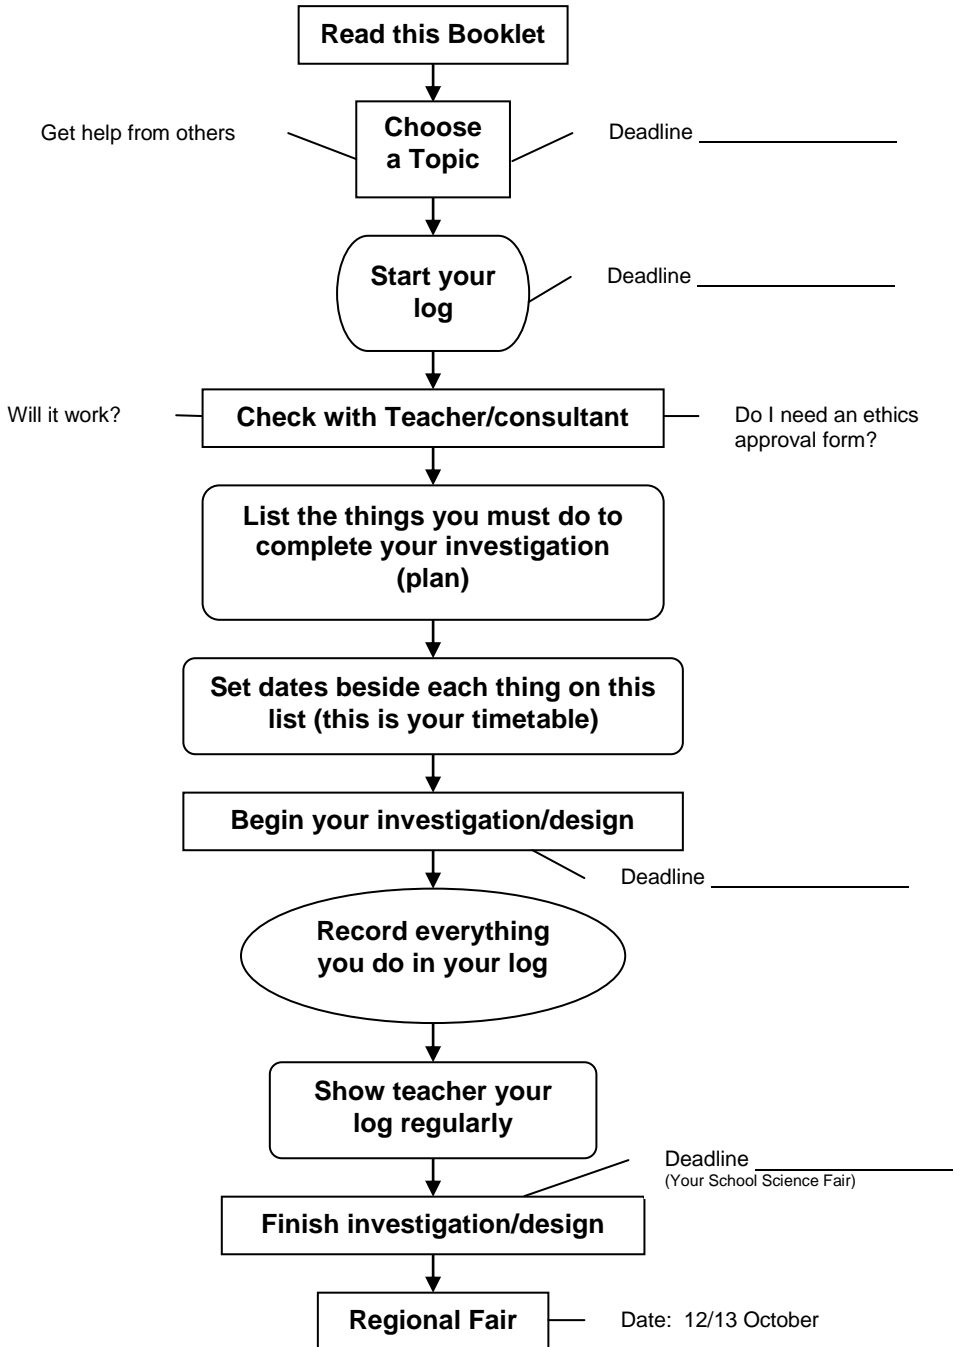 Read this Booklet
Get help from others
Choose
a Topic
Deadline
Start your
log
Deadline
Will it work?
Check with Teacher/consultant
Do I need an ethics
approval form?
List the things you must do to
complete your investigation
(plan)
Set dates beside each thing on this
list (this is your timetable)
Begin your investigation/design
Deadline
Record everything
you do in your log
Show teacher your
log regularly
Deadline
(Your School Science Fair)
Finish investigation/design
Regional Fair
Date: 12/13 October